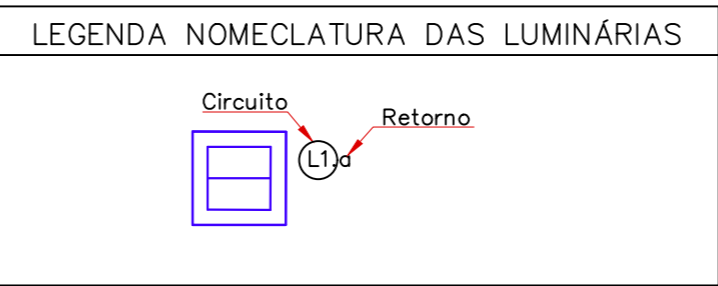 LEGENDA NOMECLATURA DAS LUMINÁRIAS
Circuito
Retorno
L1.a